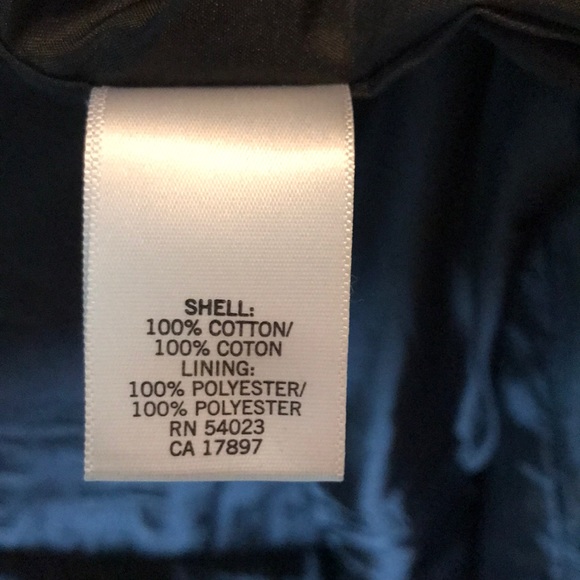 SHELL:
100% COTTON/
100% COTON
LINING:
100% POLYESTER/
100% POLYESTER
RN 54023
CA 17897